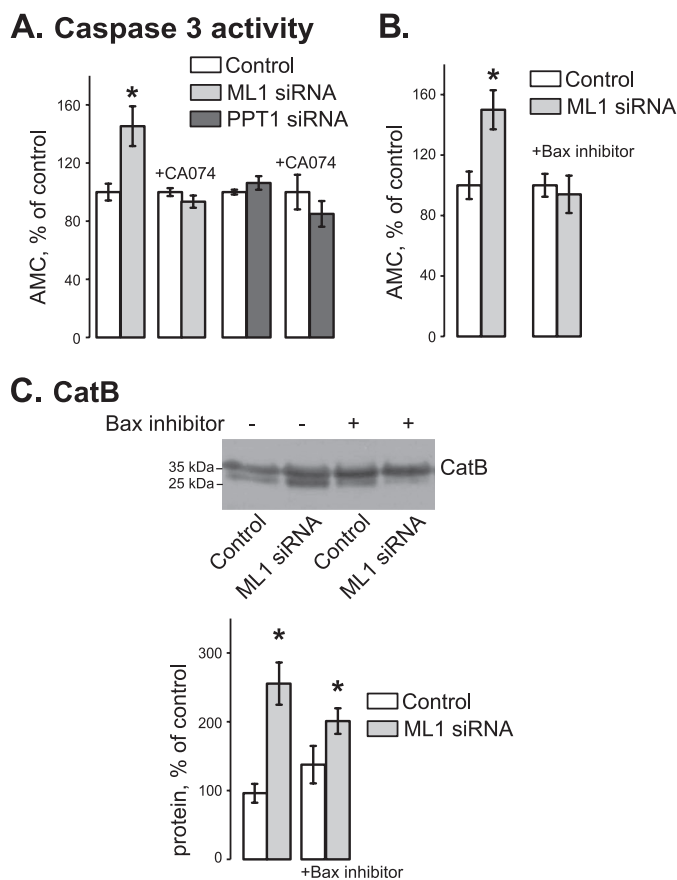 A. Caspase 3 activity
Control
ML1 siRNA
PPT1 siRNA
AMC, % of control
160
120
80
40
0
*
+CA074
+CA074
B.
Control
ML1 siRNA
AMC, % of control
160
120
80
40
0
*
+Bax inhibitor
C. CatB
Bax inhibitor - - + +
35 kDa
25 kDa
CatB
Control
ML1 siRNA
Control
ML1 siRNA
protein, % of control
300
200
100
0
*
*
Control
ML1 siRNA
+Bax inhibitor